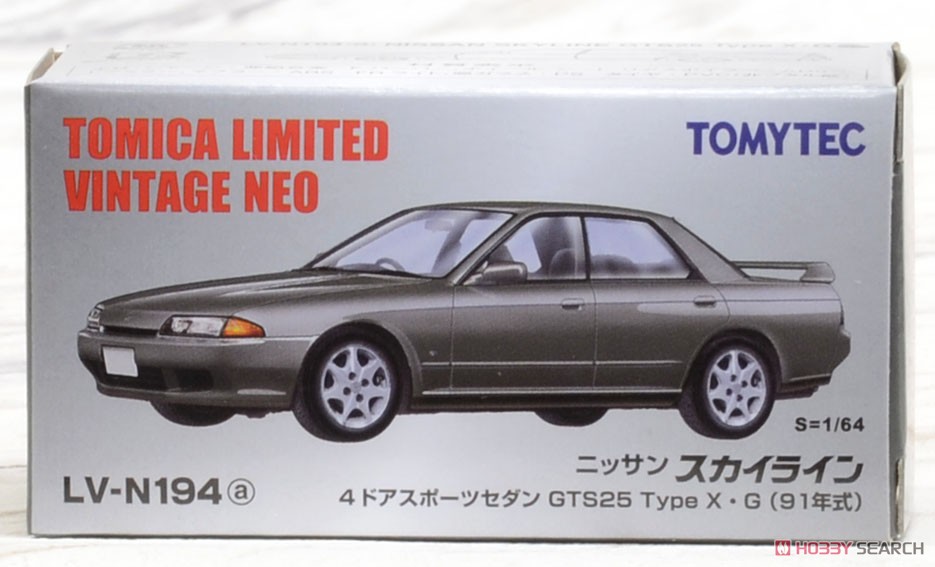 TOMICA LIMITED
VINTAGE NEO
TOMYTEC
S=1/64
ニッサン スカイライン
LV-N194 ⓐ
4ドアスポーツセダン GTS25 Type X・G (91年式)
HOBBY SEARCH